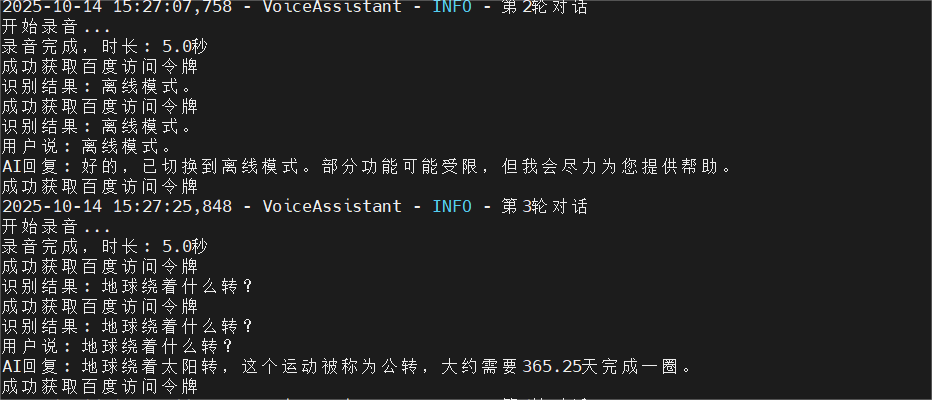 2025-10-14 15:27:07,758 - VoiceAssistant - INFO - 第2轮对话
开始录音...
录音完成，时长: 5.0秒
成功获取百度访问令牌
识别结果: 离线模式。
成功获取百度访问令牌
识别结果: 离线模式。
用户说: 离线模式。
AI回复: 好的，已切换到离线模式。部分功能可能受限，但我会尽力为您提供帮助。
成功获取百度访问令牌
2025-10-14 15:27:25,848 - VoiceAssistant - INFO - 第3轮对话
开始录音...
录音完成，时长: 5.0秒
成功获取百度访问令牌
识别结果: 地球绕着什么转？
成功获取百度访问令牌
识别结果: 地球绕着什么转？
用户说: 地球绕着什么转？
AI回复: 地球绕着太阳转，这个运动被称为公转，大约需要365.25天完成一圈。
成功获取百度访问令牌